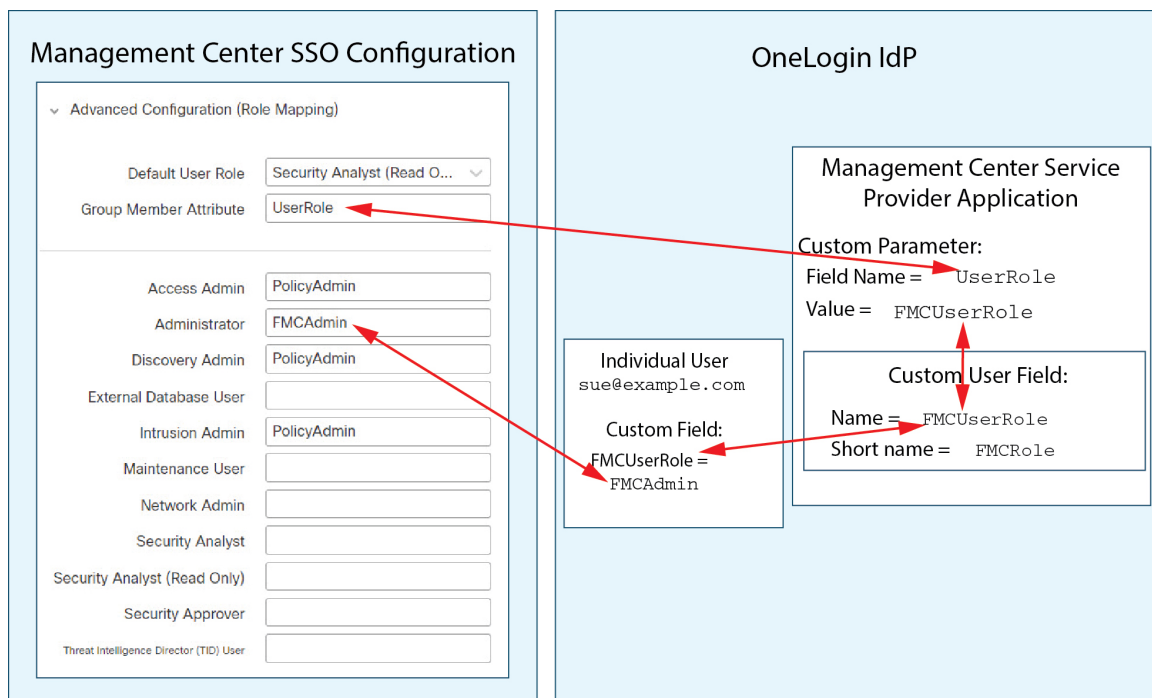 Management Center SSO Configuration
Advanced Configuration (Role Mapping)
Default User Role Security Analyst (Read O...
Group Member Attribute UserRole
Access Admin PolicyAdmin
Administrator FMCAdmin
Discovery Admin PolicyAdmin
External Database User
Intrusion Admin PolicyAdmin
Maintenance User
Network Admin
Security Analyst
Security Analyst (Read Only)
Security Approver
Threat Intelligence Director (TID) User
OneLogin IdP
Individual User
sue@example.com
Custom Field:
FMCUserRole =
FMCAdmin
Management Center Service
Provider Application
Custom Parameter:
Field Name = UserRole
Value = FMCUserRole
Custom User Field:
Name = FMCUserRole
Short name = FMCRole